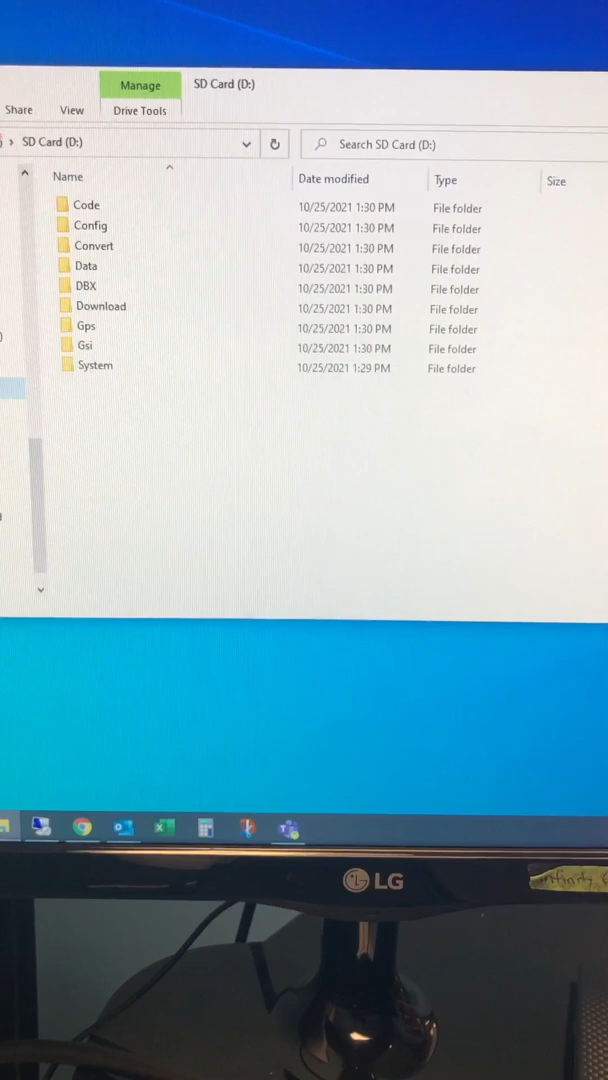 Manage SD Card (D:)
Share View Drive Tools
› SD Card (D:) Search SD Card (D:)
Name Date modified Type Size
Code 10/25/2021 1:30 PM File folder
Config 10/25/2021 1:30 PM File folder
Convert 10/25/2021 1:30 PM File folder
Data 10/25/2021 1:30 PM File folder
DBX 10/25/2021 1:30 PM File folder
Download 10/25/2021 1:30 PM File folder
Gps 10/25/2021 1:30 PM File folder
Gsi 10/25/2021 1:30 PM File folder
System 10/25/2021 1:29 PM File folder
LG